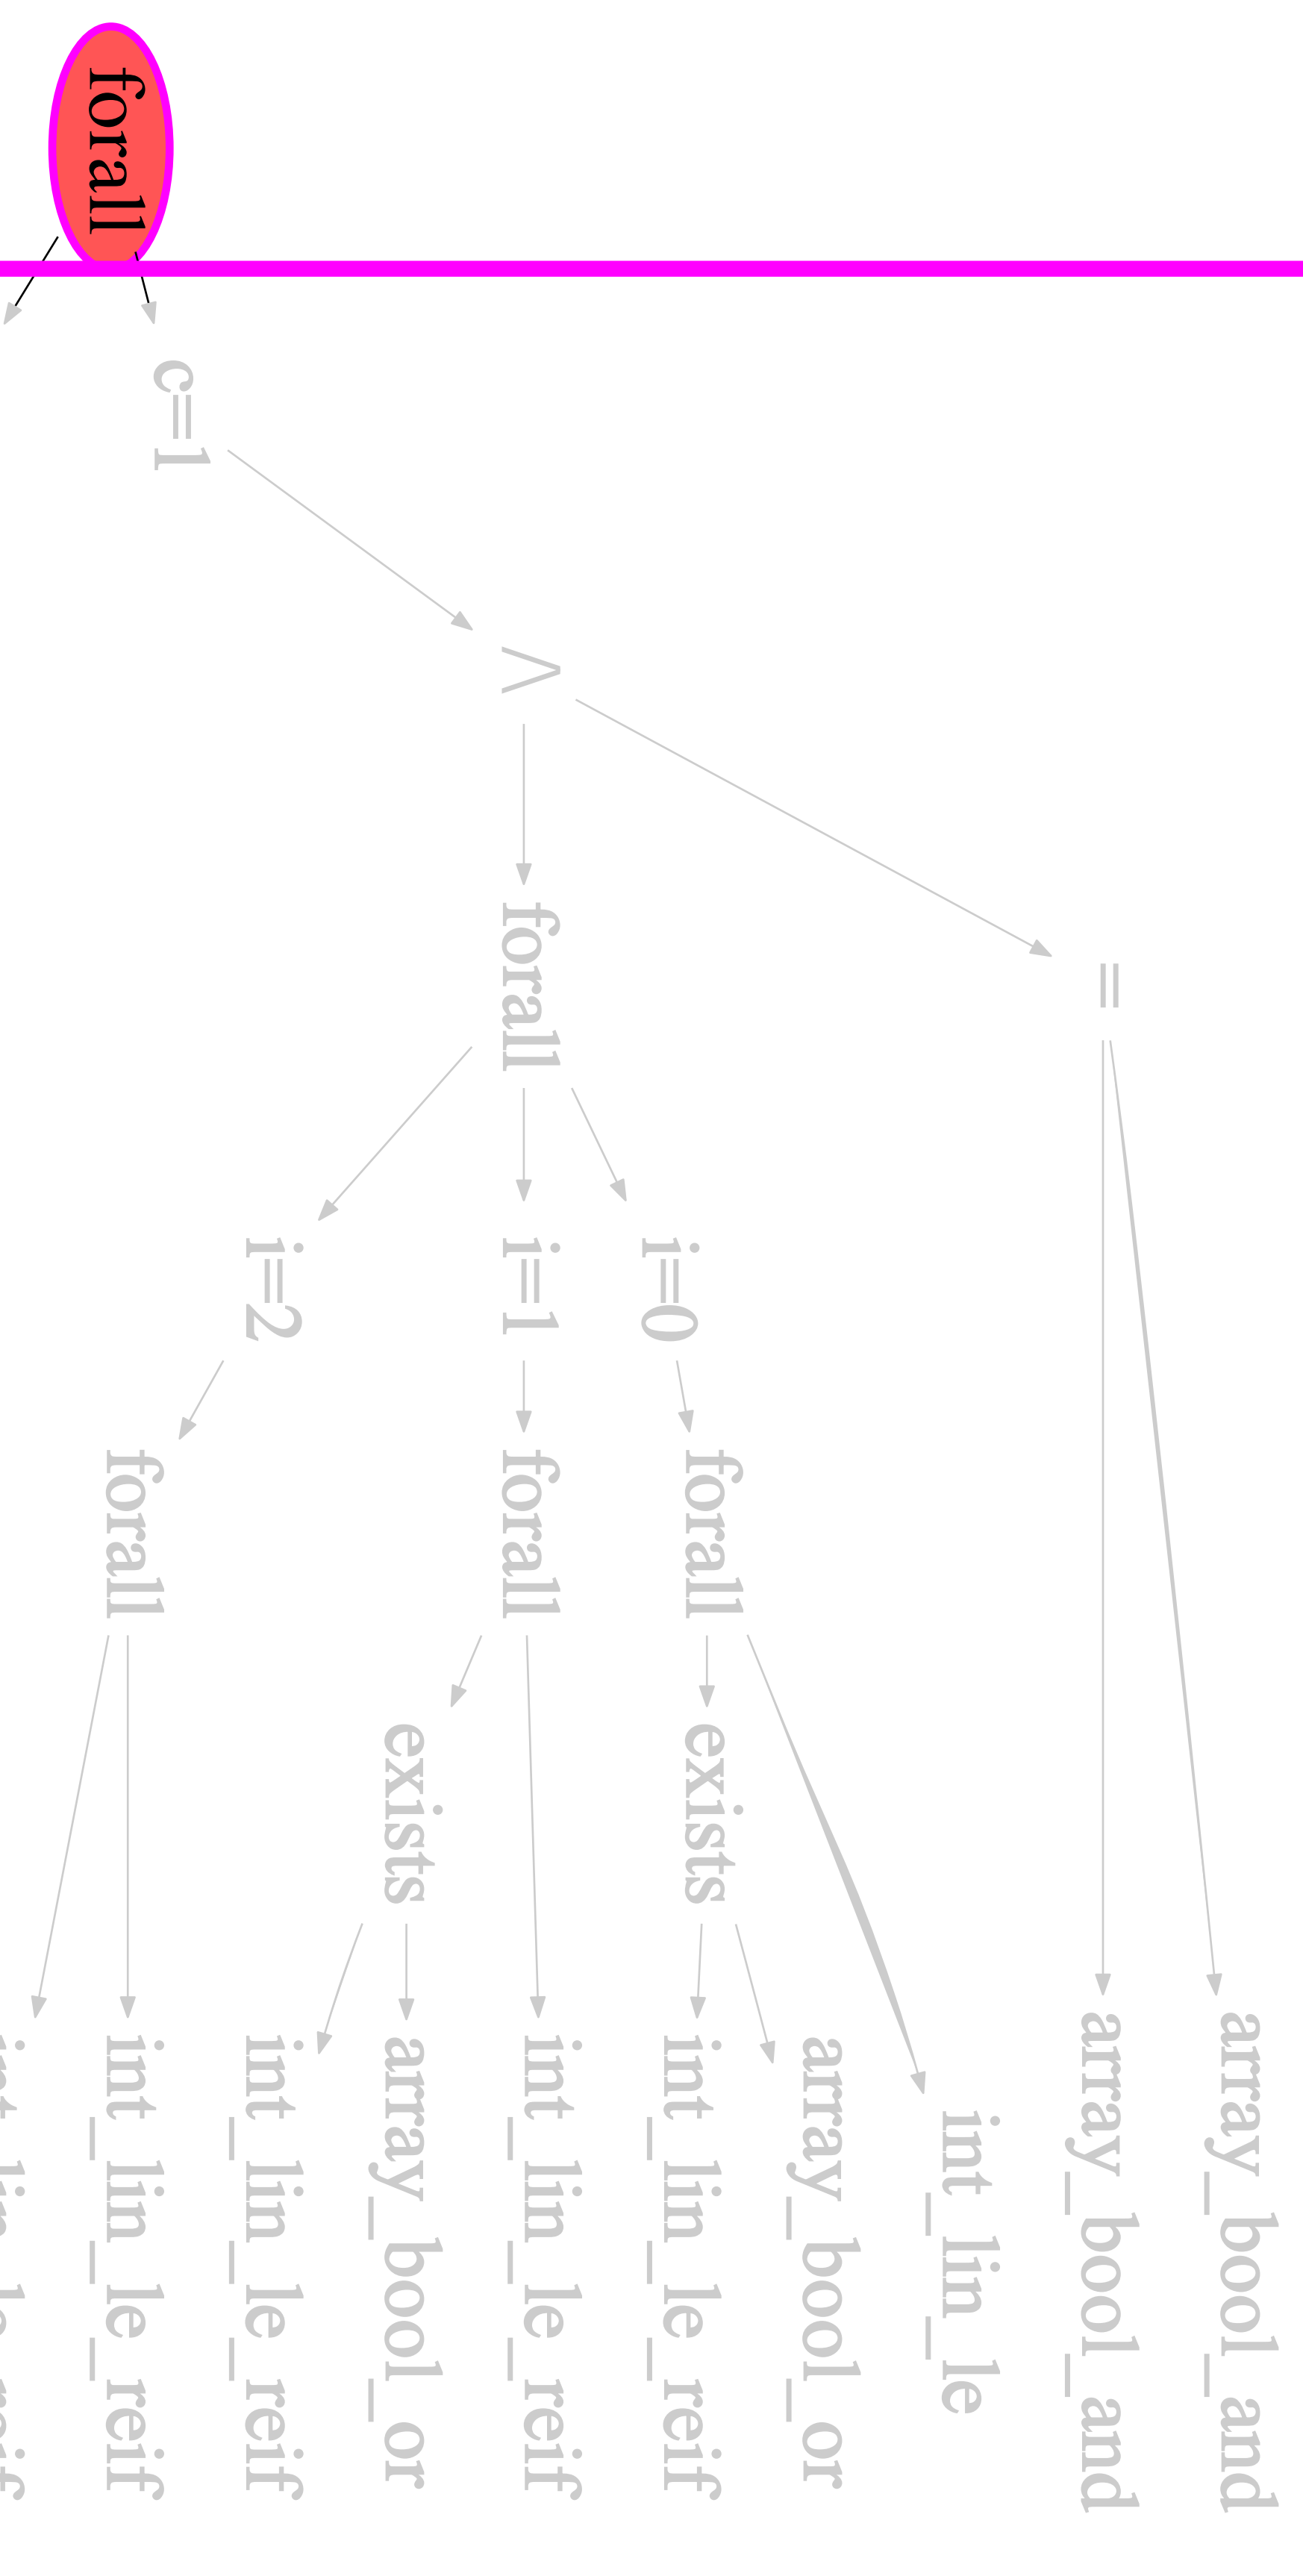 forall
c=1
∧
forall
=
i=2
i=1
i=0
forall
forall
forall
exists
exists
int_lin_le_reif
int_lin_le_reif
int_lin_le_reif
array_bool_or
int_lin_le_reif
int_lin_le_reif
array_bool_or
int_lin_le
array_bool_and
array_bool_and